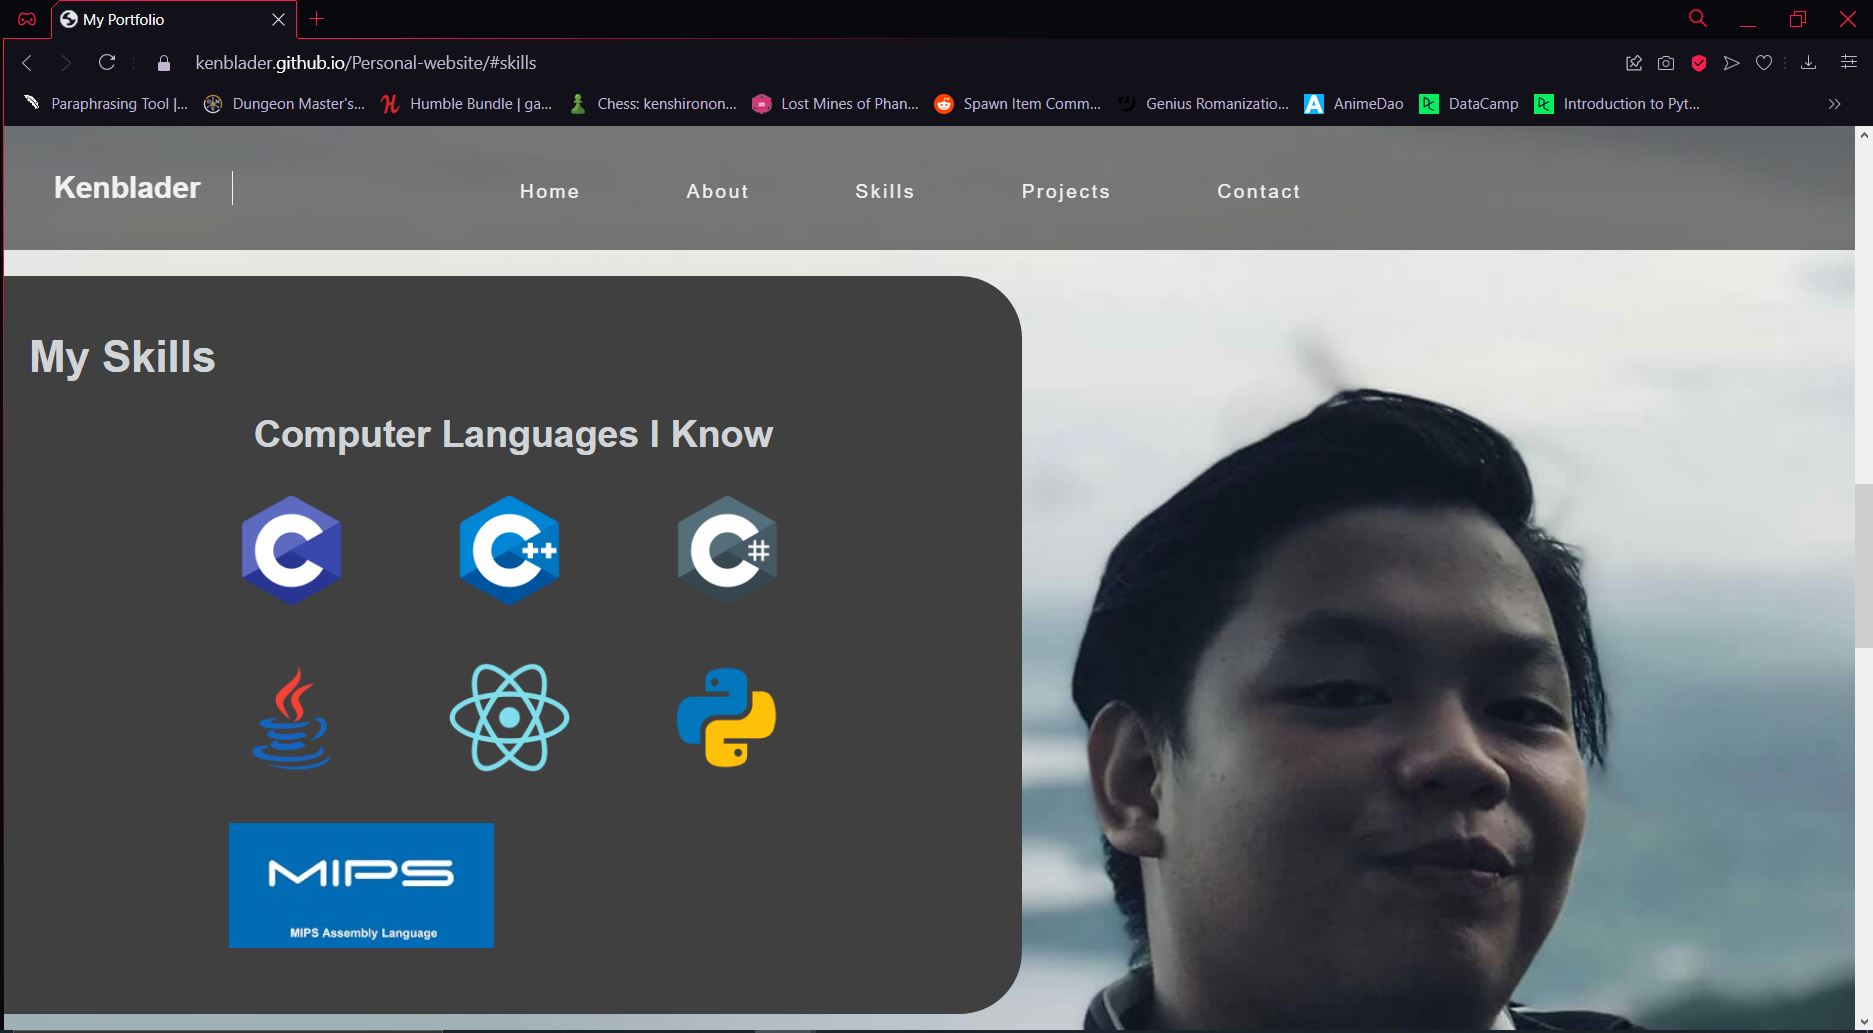 My Portfolio
kenblader.github.io/Personal-website/#skills
Paraphrasing Tool |... Dungeon Master's... Humble Bundle | ga... Chess: kenshironon... Lost Mines of Phan... Spawn Item Comm... Genius Romanizatio... AnimeDao DataCamp Introduction to Pyt...
Kenblader Home About Skills Projects Contact
My Skills
Computer Languages I Know
C C++ C#
MIPS
MIPS Assembly Language